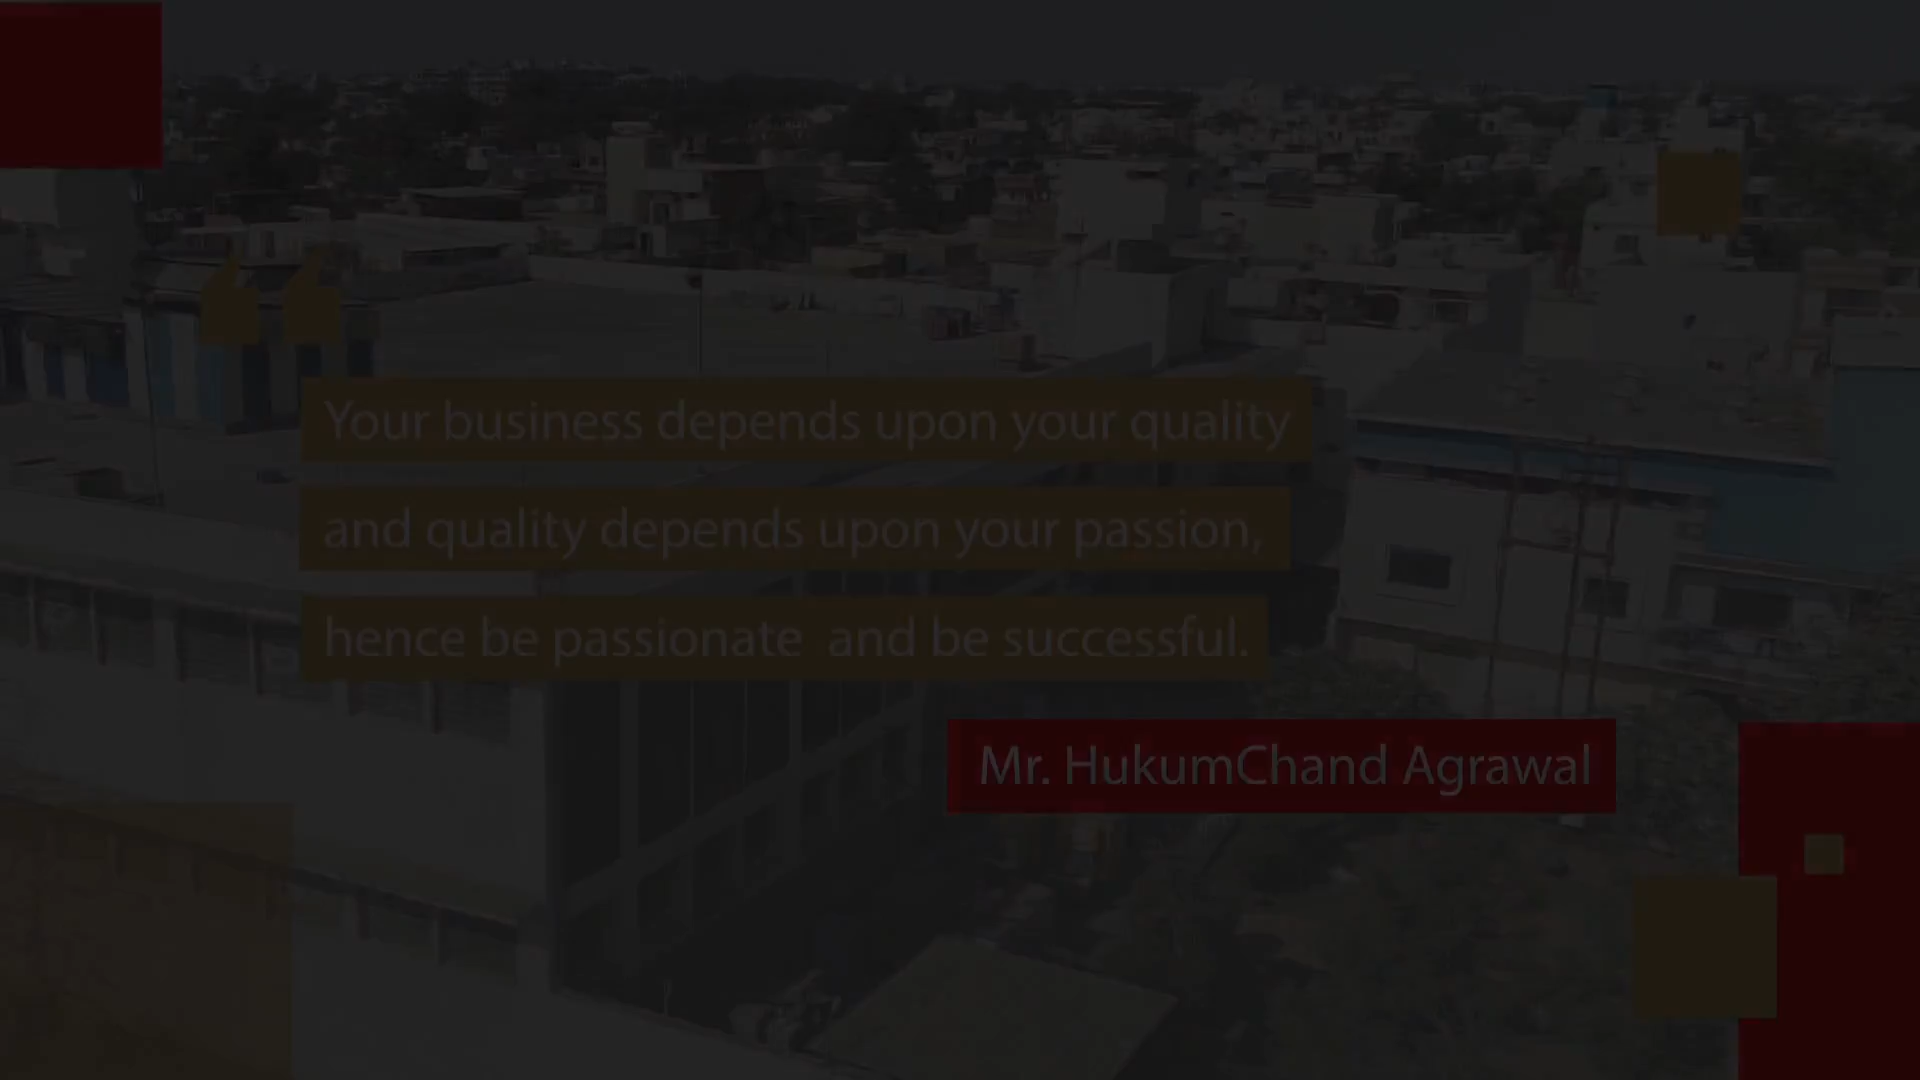 Your business depends upon your quality
and quality depends upon your passion,
hence be passionate  and be successful.
Mr. HukumChand Agrawal